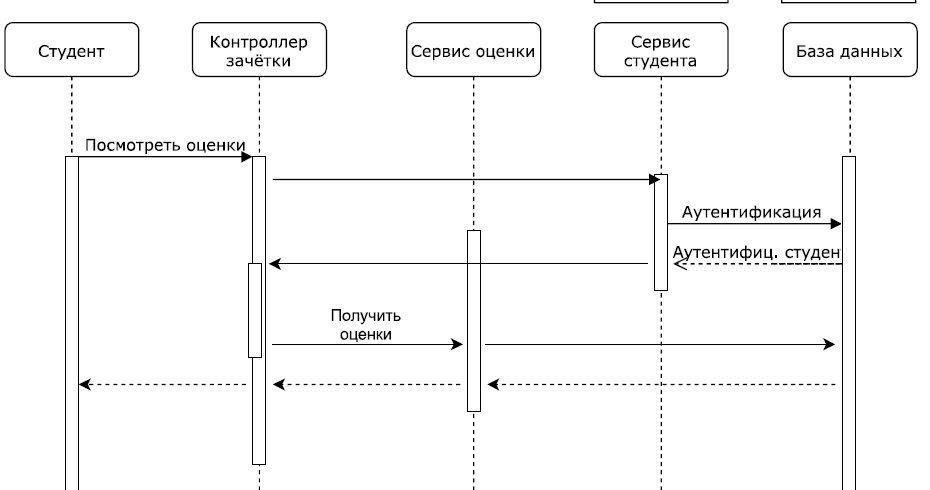 Студент
Контроллер
зачётки
Сервис оценки
Сервис
студента
База данных
Посмотреть оценки
Аутентификация
Аутентифиц. студен
Получить
оценки